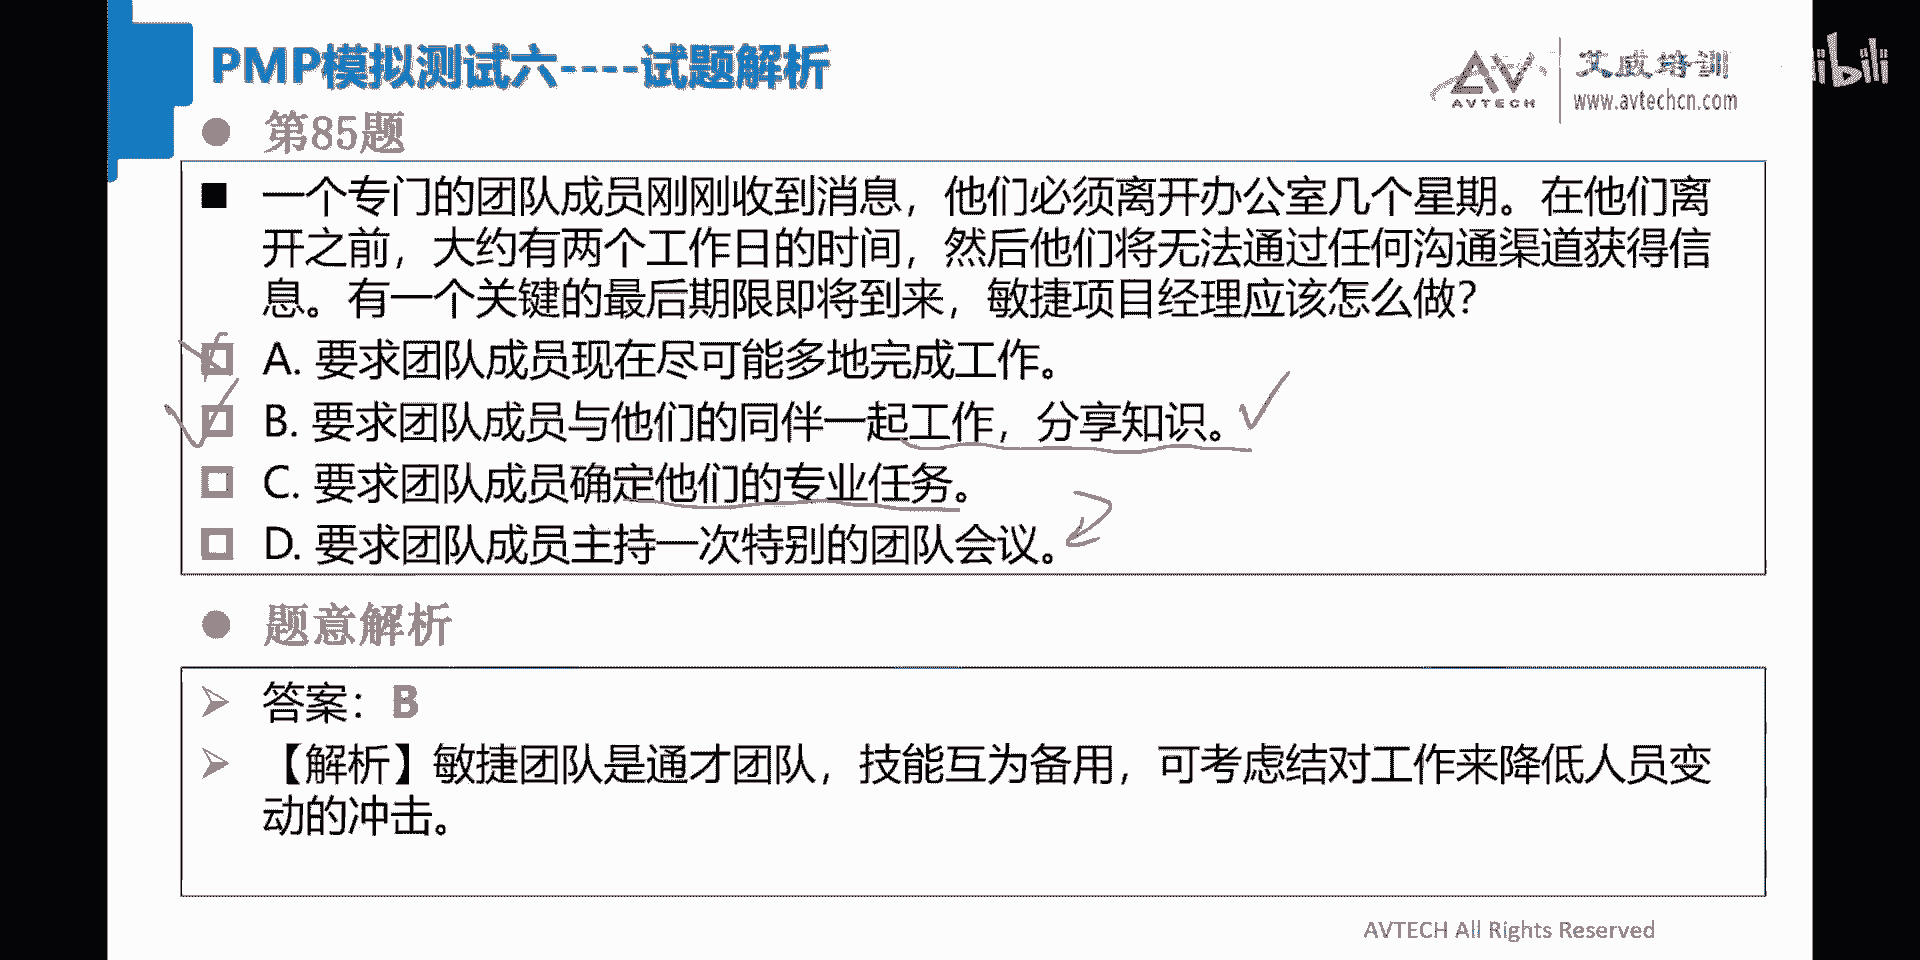 PMP模拟测试六----试题解析
AVTECH
艾威培训
www.avtechcn.com
第85题
一个专门的团队成员刚刚收到消息，他们必须离开办公室几个星期。在他们离
开之前，大约有两个工作日的时间，然后他们将无法通过任何沟通渠道获得信
息。有一个关键的最后期限即将到来，敏捷项目经理应该怎么做？
A. 要求团队成员现在尽可能多地完成工作。
B. 要求团队成员与他们的同伴一起工作，分享知识。
C. 要求团队成员确定他们的专业任务。
D. 要求团队成员主持一次特别的团队会议。
题意解析
答案：B
【解析】敏捷团队是通才团队，技能互为备用，可考虑结对工作来降低人员变
动的冲击。
AVTECH All Rights Reserved